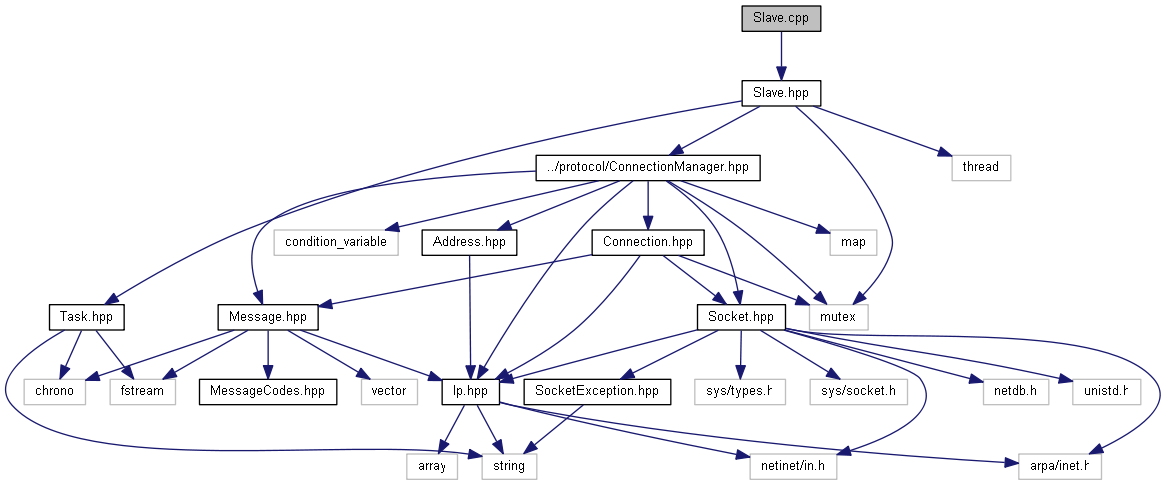 Slave.cpp
Slave.hpp
../protocol/ConnectionManager.hpp
thread
condition_variable
Address.hpp
Connection.hpp
map
Task.hpp
Message.hpp
Socket.hpp
mutex
chrono
fstream
MessageCodes.hpp
vector
Ip.hpp
SocketException.hpp
sys/types.h
sys/socket.h
netdb.h
unistd.h
array
string
netinet/in.h
arpa/inet.h